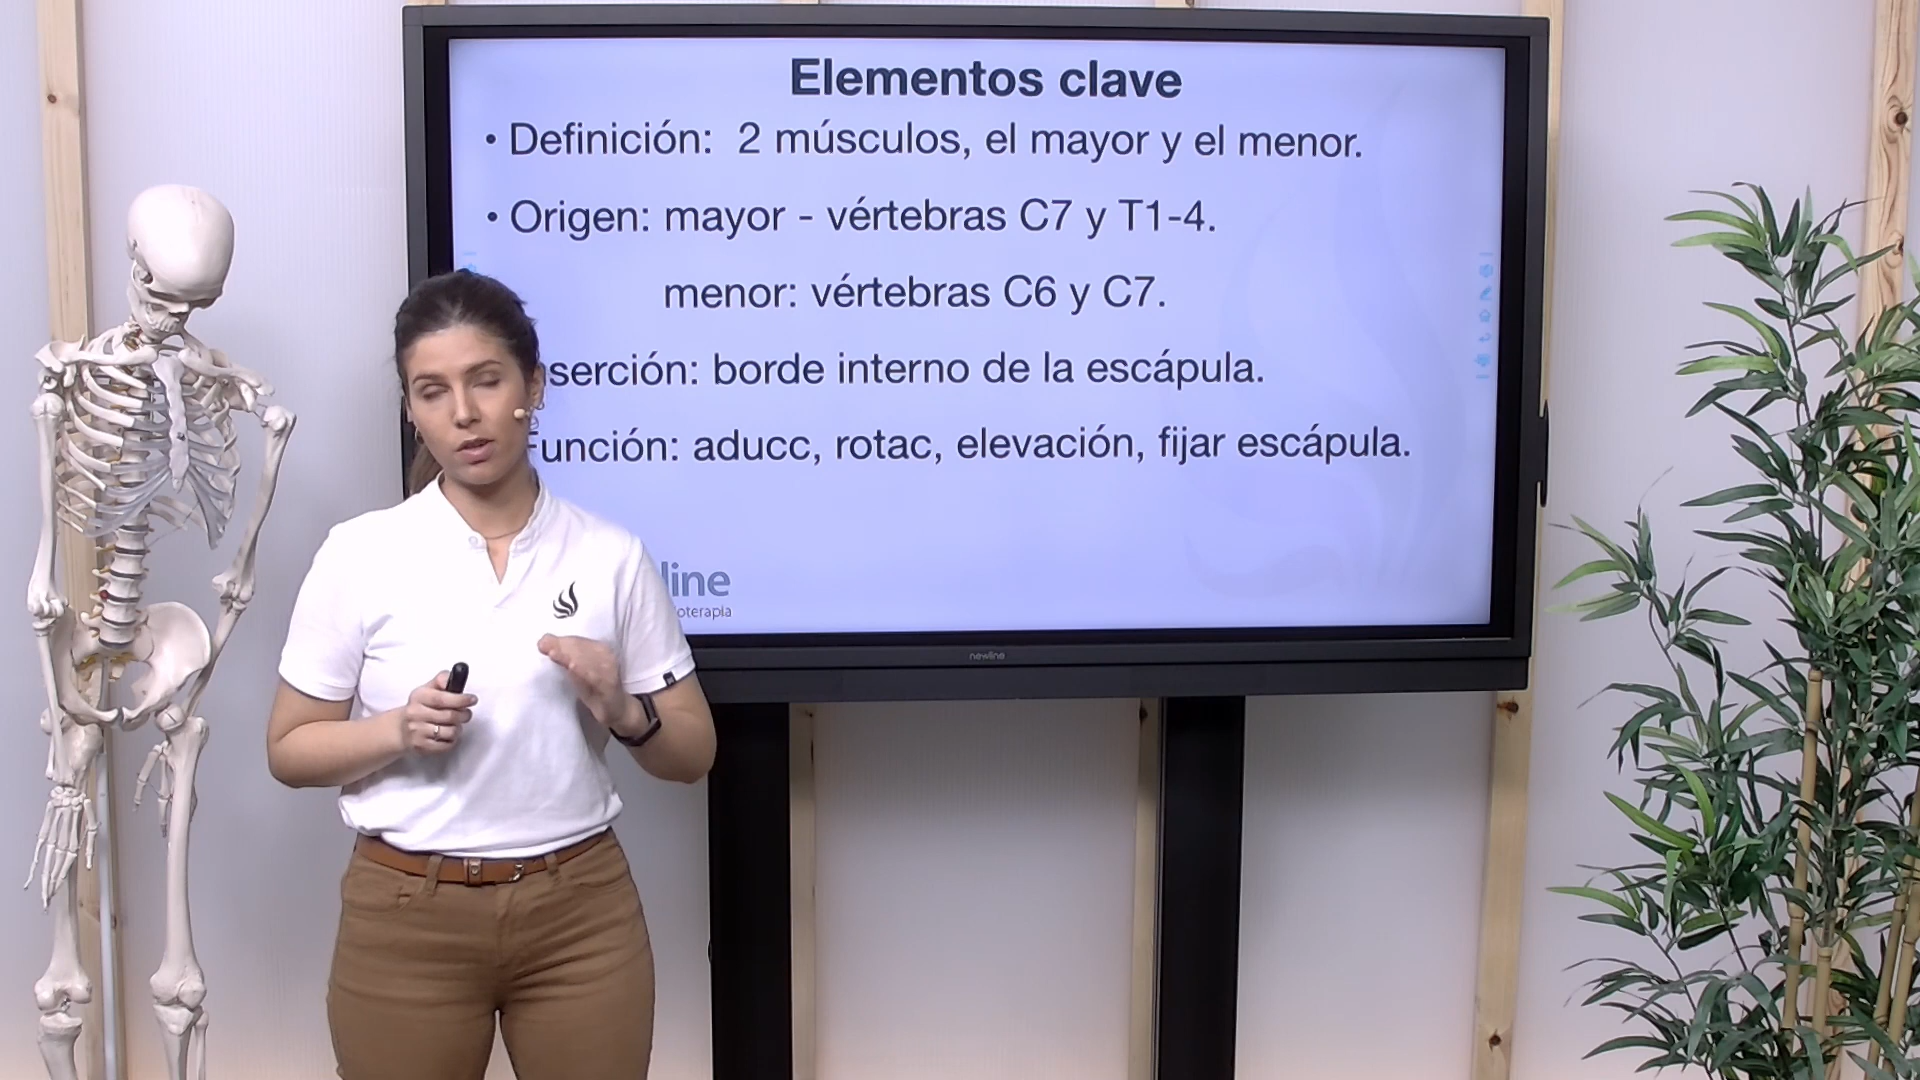 Elementos clave
• Definición: 2 músculos, el mayor y el menor.
• Origen: mayor - vértebras C7 y T1-4.
menor: vértebras C6 y C7.
serción: borde interno de la escápula.
unción: aducc, rotac, elevación, fijar escápula.
line
oterapia
newline